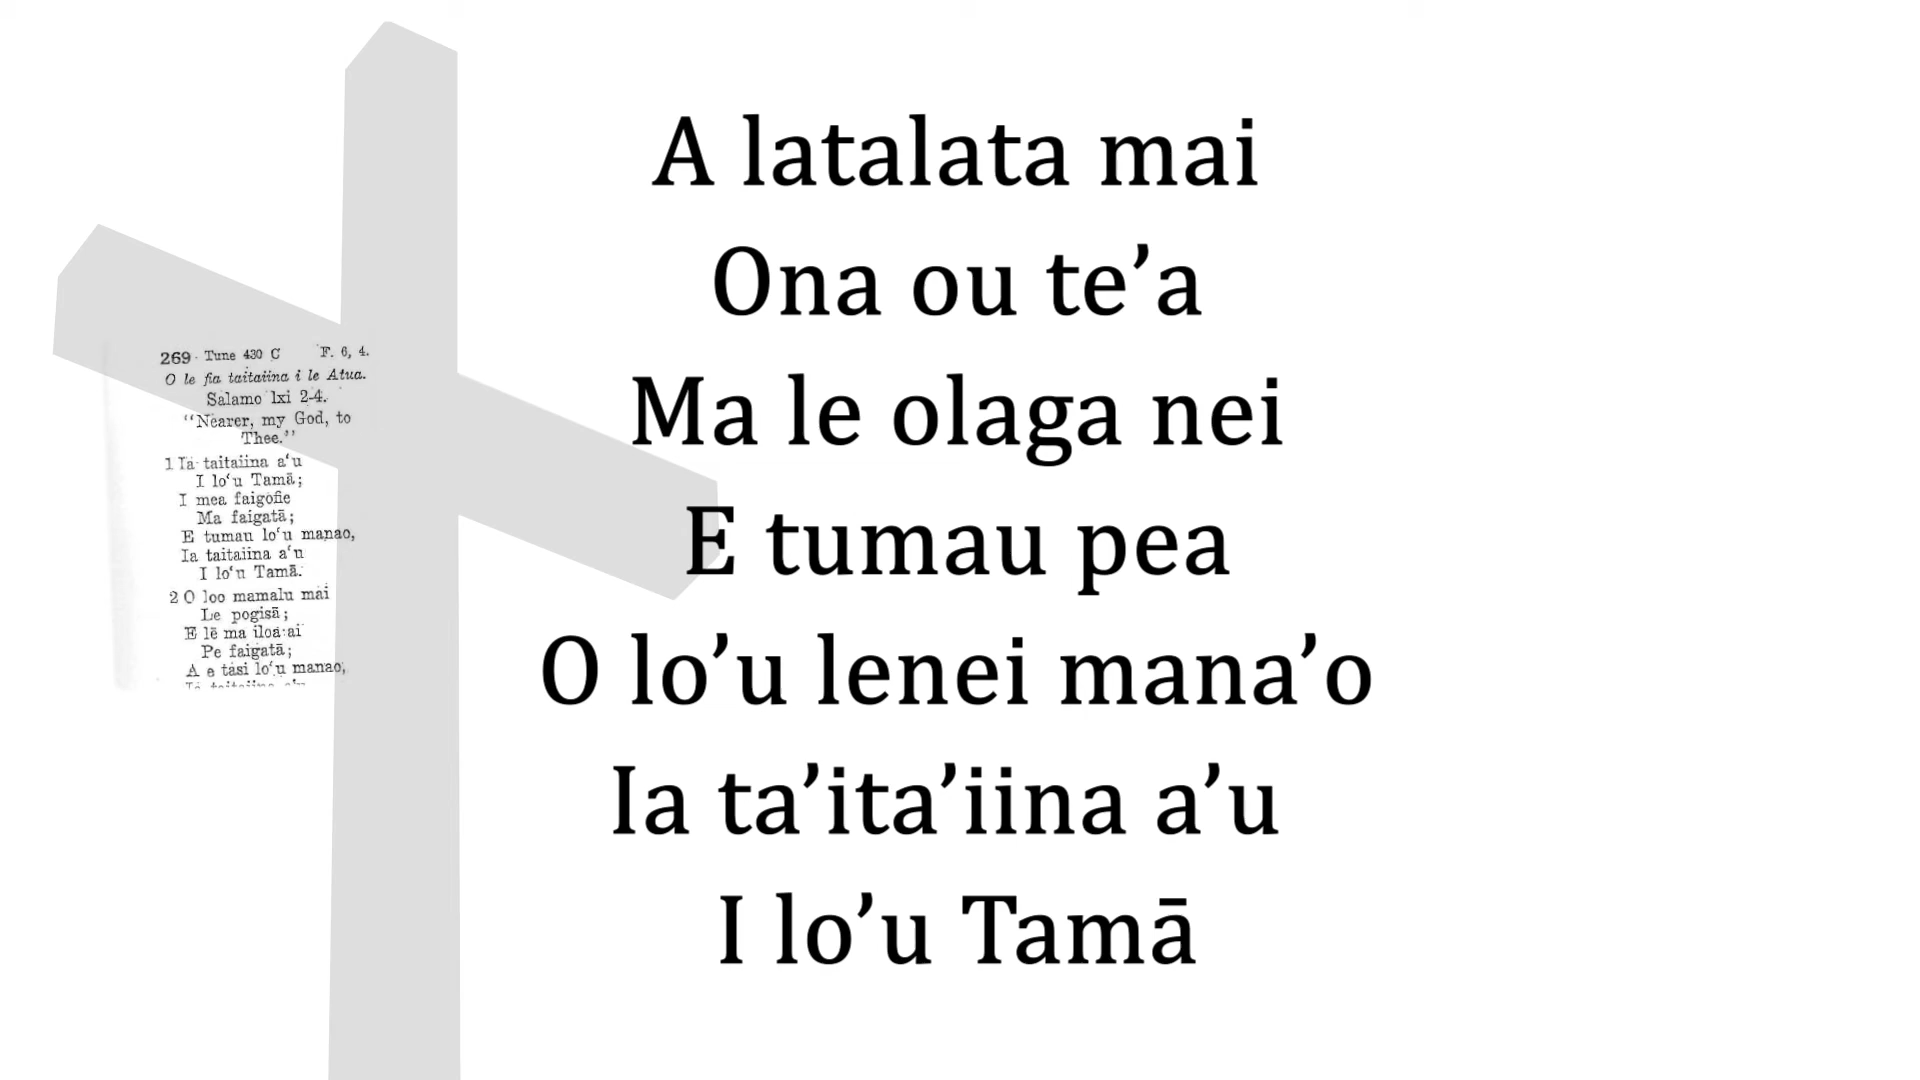 269 Tune 430 C F. 6, 4.
O le fia taitaiina i le Atua.
Salamo lxi 2-4.
“Nearer, my God, to
Thee.”
1 Ia taitaiina a‘u
I lo‘u Tamā;
I mea faigofie
Ma faigatā;
E tumau lo‘u manao,
Ia taitaiina a‘u
I lo‘u Tamā.
2 O loo mamalu mai
Le pogisā;
E lē ma iloa ai
Pe faigatā;
A e tasi lo‘u manao,
A latalata mai
Ona ou te’a
Ma le olaga nei
E tumau pea
O lo’u lenei mana’o
Ia ta’ita’iina a’u
I lo’u Tamā